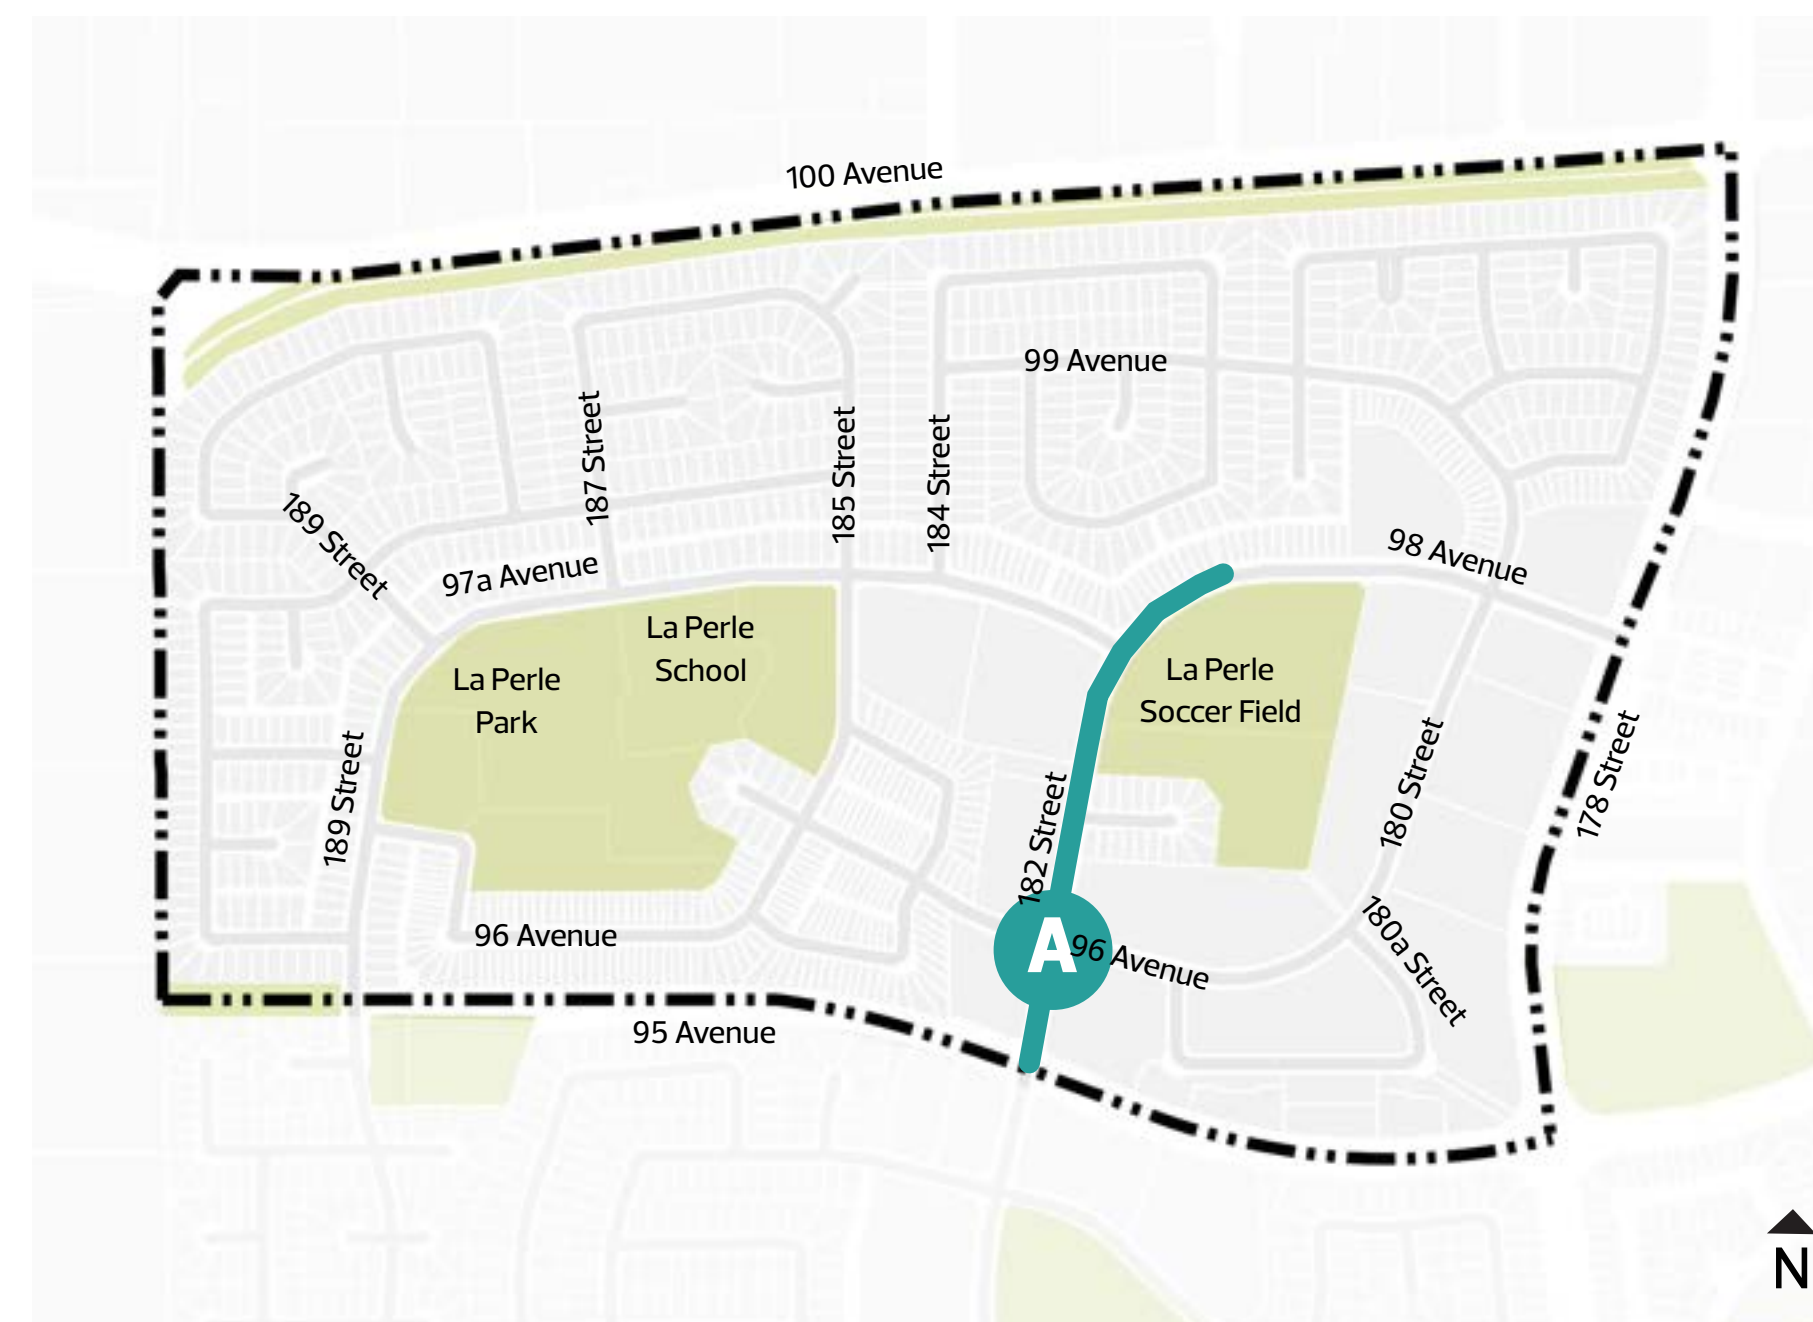 100 Avenue
99 Avenue
187 Street
185 Street
184 Street
189 Street
97a Avenue
98 Avenue
La Perle
School
La Perle
Park
La Perle
Soccer Field
189 Street
182 Street
180 Street
178 Street
96 Avenue
A
96 Avenue
180a Street
95 Avenue
N